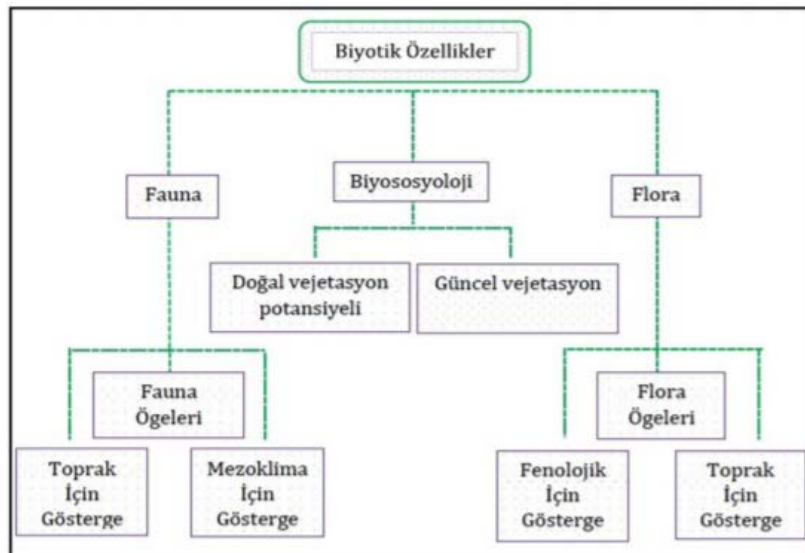 Biyotik Özellikler
Fauna
Biyososyoloji
Flora
Doğal vejetasyon
potansiyeli
Güncel vejetasyon
Fauna
Ögeleri
Flora
Ögeleri
Toprak
İçin
Gösterge
Mezoklima
İçin
Gösterge
Fenolojik
İçin
Gösterge
Toprak
İçin
Gösterge